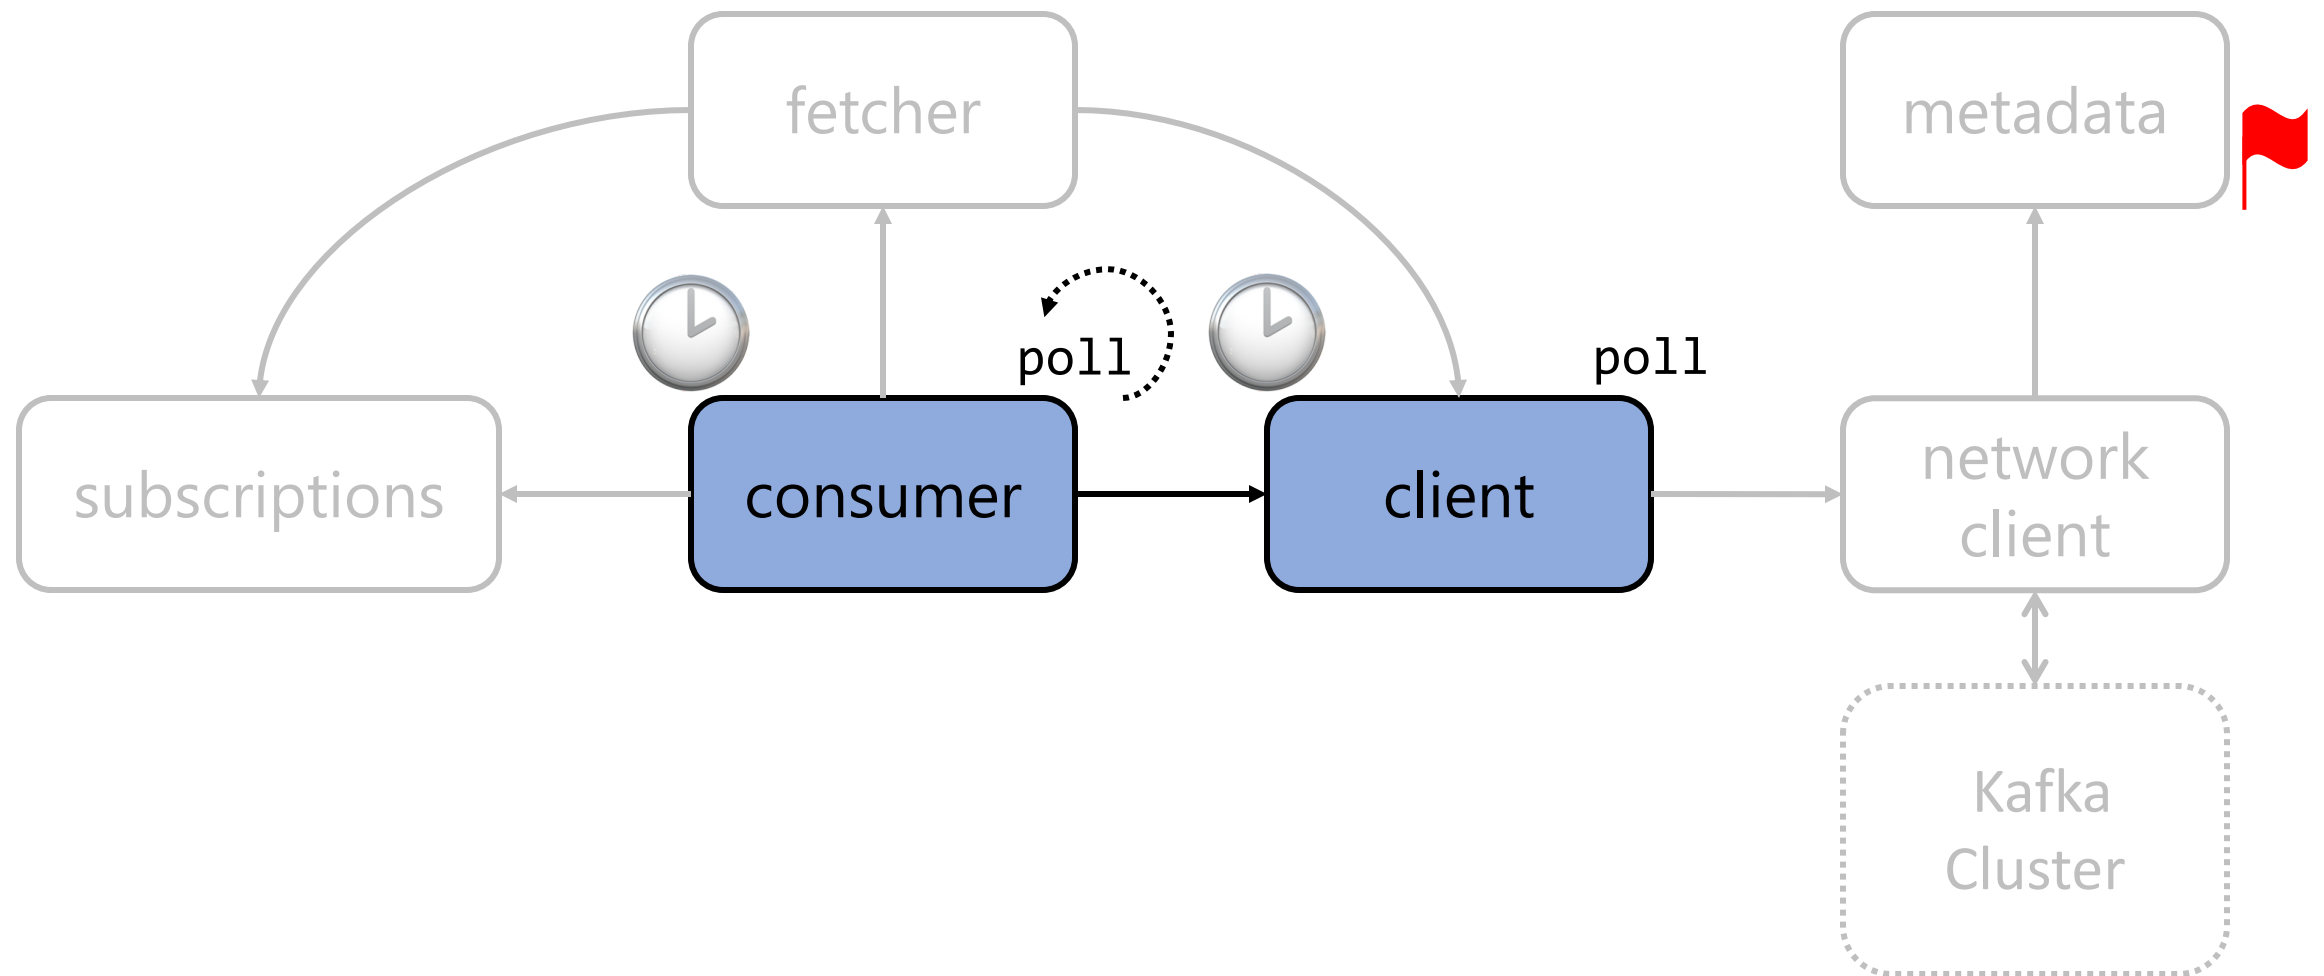 fetcher
metadata
poll
poll
subscriptions
consumer
client
network
client
Kafka
Cluster